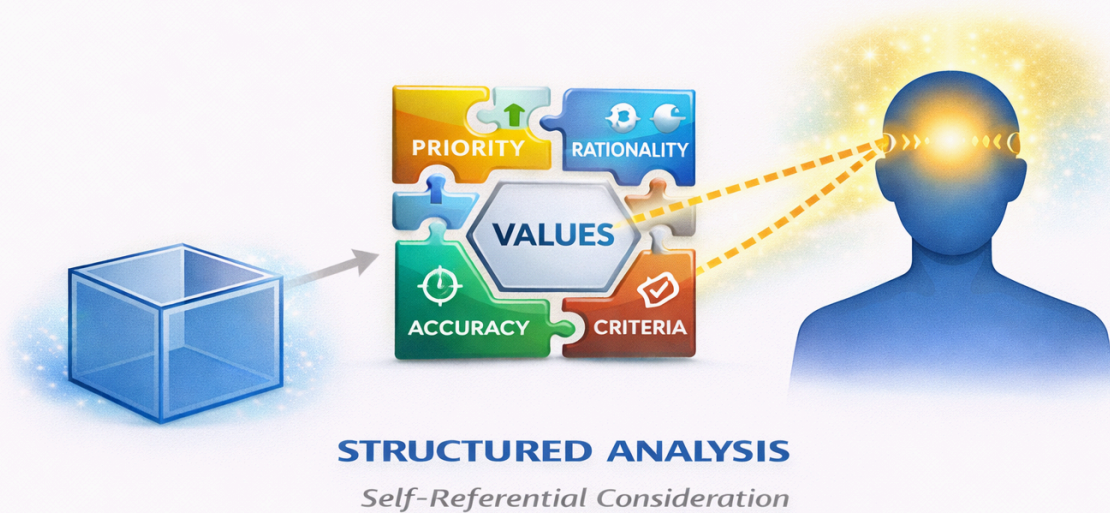 PRIORITY
RATIONALITY
VALUES
ACCURACY
CRITERIA
STRUCTURED ANALYSIS
Self-Referential Consideration